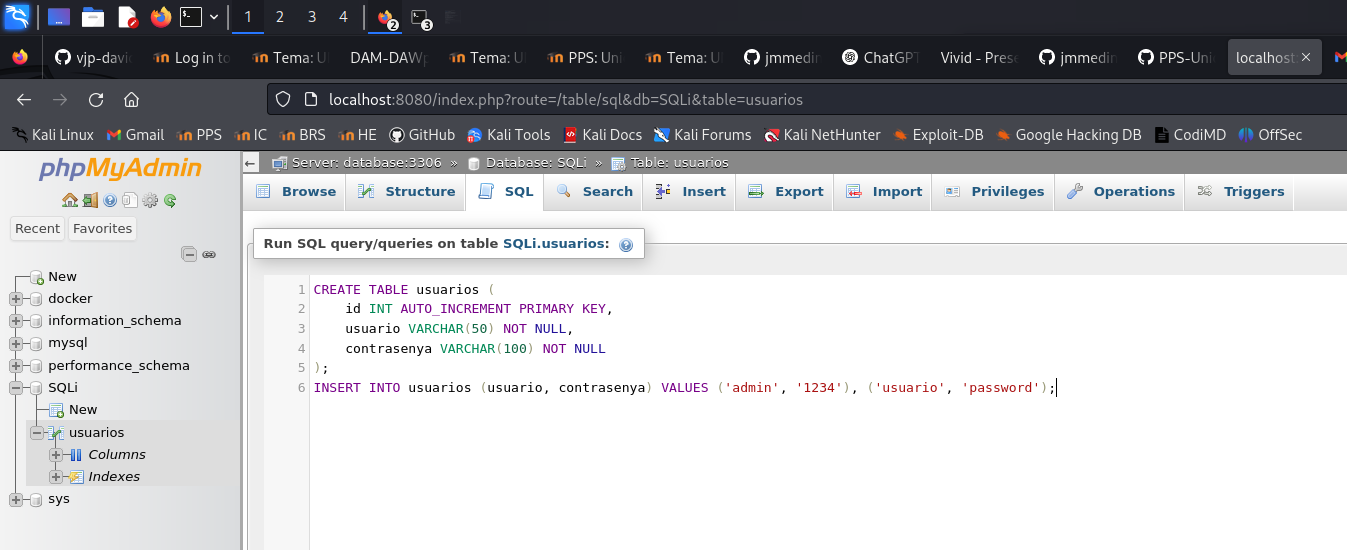 1 2 3 4 2 3
vjp-davi Log in to Tema: U DAM-DAW Tema: U PPS: Uni Tema: U jmmedin ChatGPT Vivid - Pres jmmedin PPS-Uni localhost:
localhost:8080/index.php?route=/table/sql&db=SQLi&table=usuarios
Kali Linux Gmail PPS IC BRS HE GitHub Kali Tools Kali Docs Kali Forums Kali NetHunter Exploit-DB Google Hacking DB CodiMD OffSec
phpMyAdmin
Recent Favorites
New
docker
information_schema
mysql
performance_schema
SQLi
New
usuarios
Columns
Indexes
sys
Server: database:3306 » Database: SQLi » Table: usuarios
Browse Structure SQL Search Insert Export Import Privileges Operations Triggers
Run SQL query/queries on table SQLi.usuarios:
1 CREATE TABLE usuarios (
2 id INT AUTO_INCREMENT PRIMARY KEY,
3 usuario VARCHAR(50) NOT NULL,
4 contrasenya VARCHAR(100) NOT NULL
5 );
6 INSERT INTO usuarios (usuario, contrasenya) VALUES ('admin', '1234'), ('usuario', 'password');